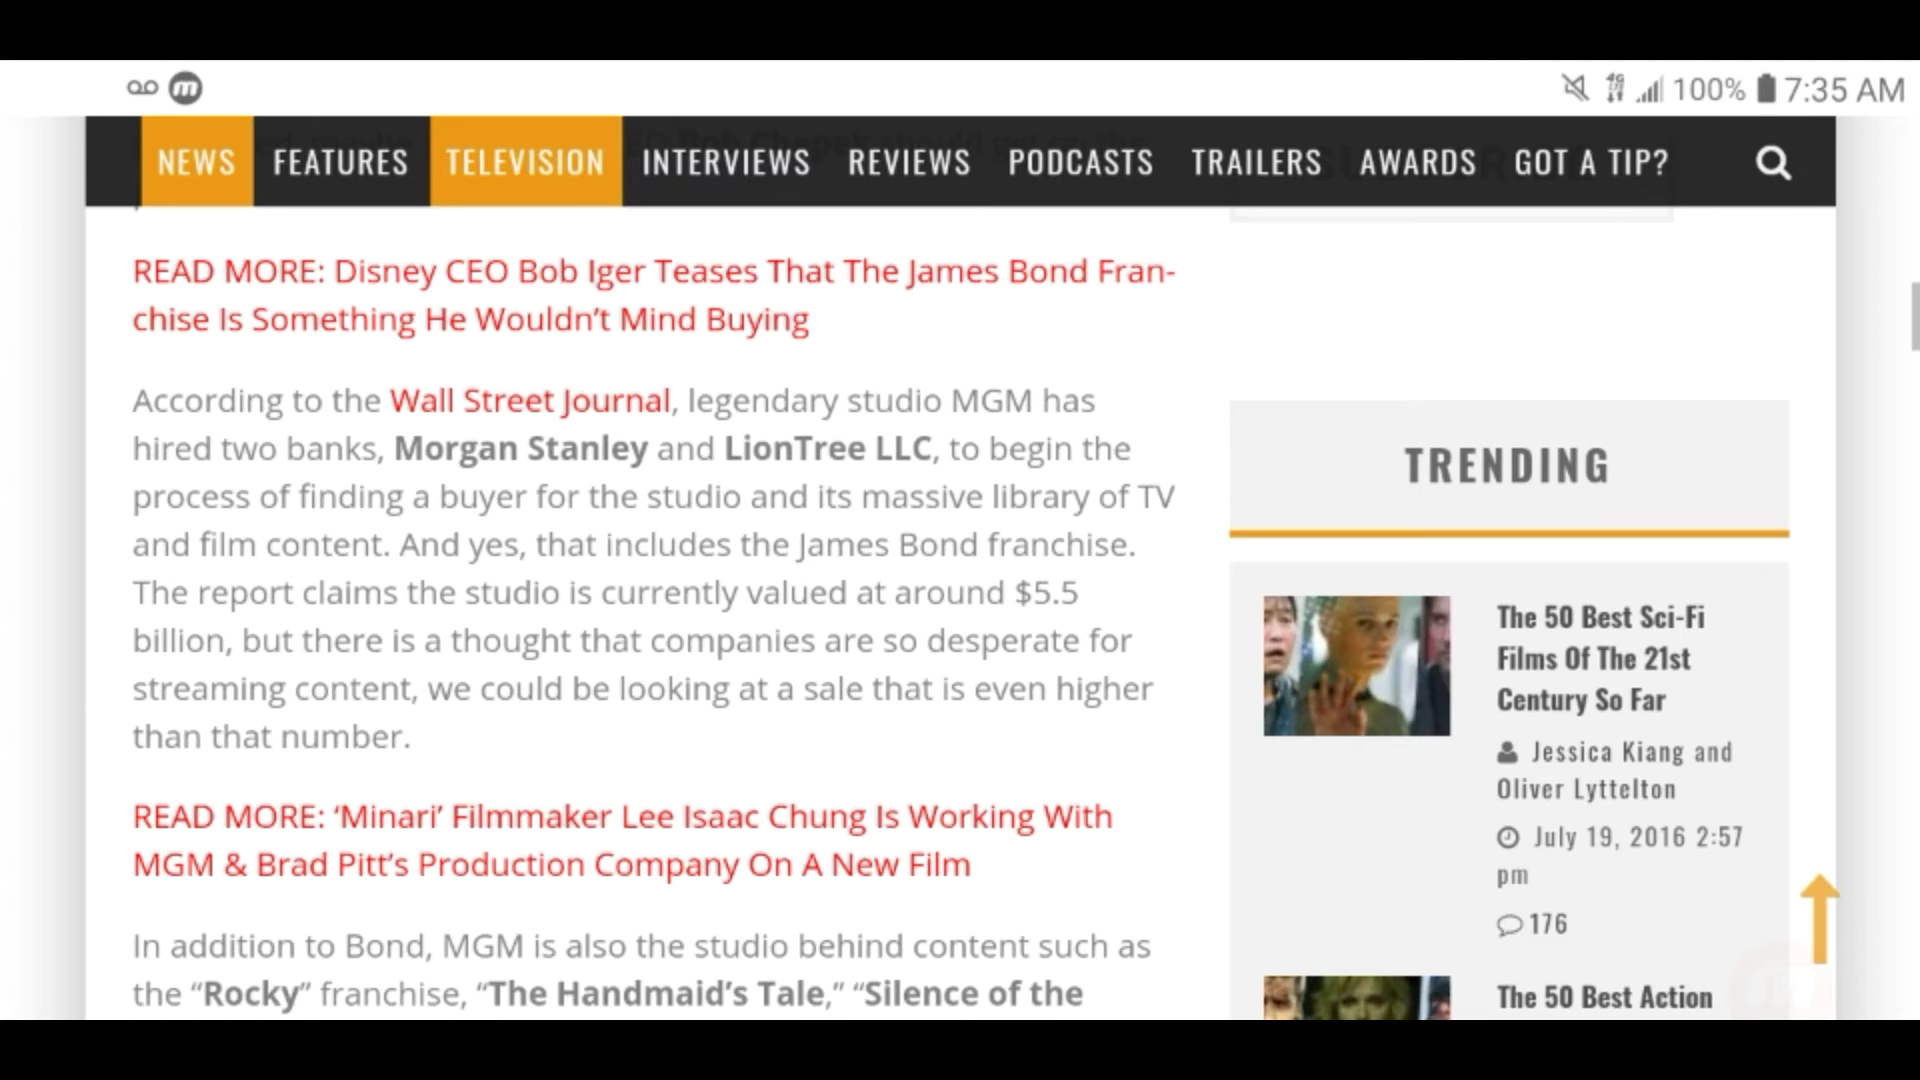 100% 7:35 AM
NEWS FEATURES TELEVISION INTERVIEWS REVIEWS PODCASTS TRAILERS AWARDS GOT A TIP?
READ MORE: Disney CEO Bob Iger Teases That The James Bond Fran-
chise Is Something He Wouldn’t Mind Buying
According to the Wall Street Journal, legendary studio MGM has
hired two banks, Morgan Stanley and LionTree LLC, to begin the
process of finding a buyer for the studio and its massive library of TV
and film content. And yes, that includes the James Bond franchise.
The report claims the studio is currently valued at around $5.5
billion, but there is a thought that companies are so desperate for
streaming content, we could be looking at a sale that is even higher
than that number.
READ MORE: ‘Minari’ Filmmaker Lee Isaac Chung Is Working With
MGM & Brad Pitt’s Production Company On A New Film
In addition to Bond, MGM is also the studio behind content such as
the “Rocky” franchise, “The Handmaid’s Tale,” “Silence of the
TRENDING
The 50 Best Sci-Fi
Films Of The 21st
Century So Far
Jessica Kiang and
Oliver Lyttelton
July 19, 2016 2:57
pm
176
The 50 Best Action